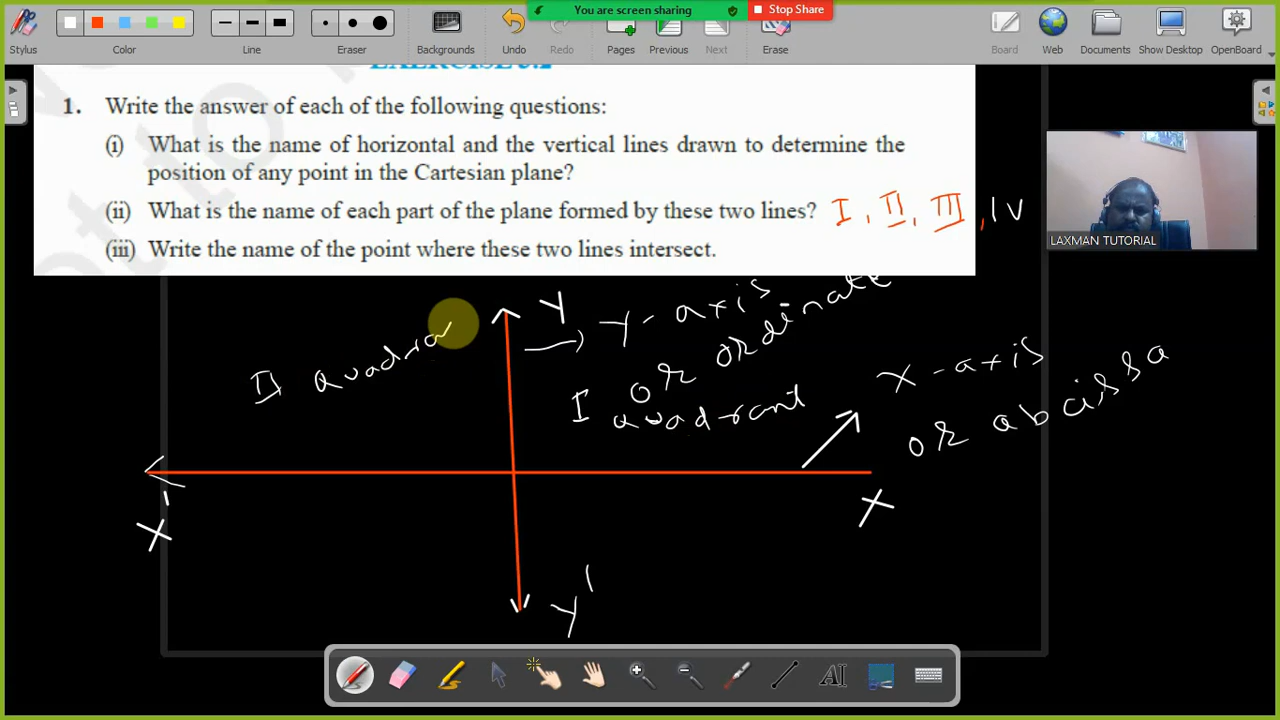 You are screen sharing
Stop Share
Stylus
Color
Line
Eraser
Backgrounds
Undo
Redo
Pages
Previous
Next
Erase
Board
Web
Documents
Show Desktop
OpenBoard
1. Write the answer of each of the following questions:
(i) What is the name of horizontal and the vertical lines drawn to determine the
position of any point in the Cartesian plane?
(ii) What is the name of each part of the plane formed by these two lines? I, II, III, IV
(iii) Write the name of the point where these two lines intersect.
LAXMAN TUTORIAL
Y
y-axis
or ordinate
II quadra
I quadrant
x-axis
or abcissa
X'
X
y'
AI